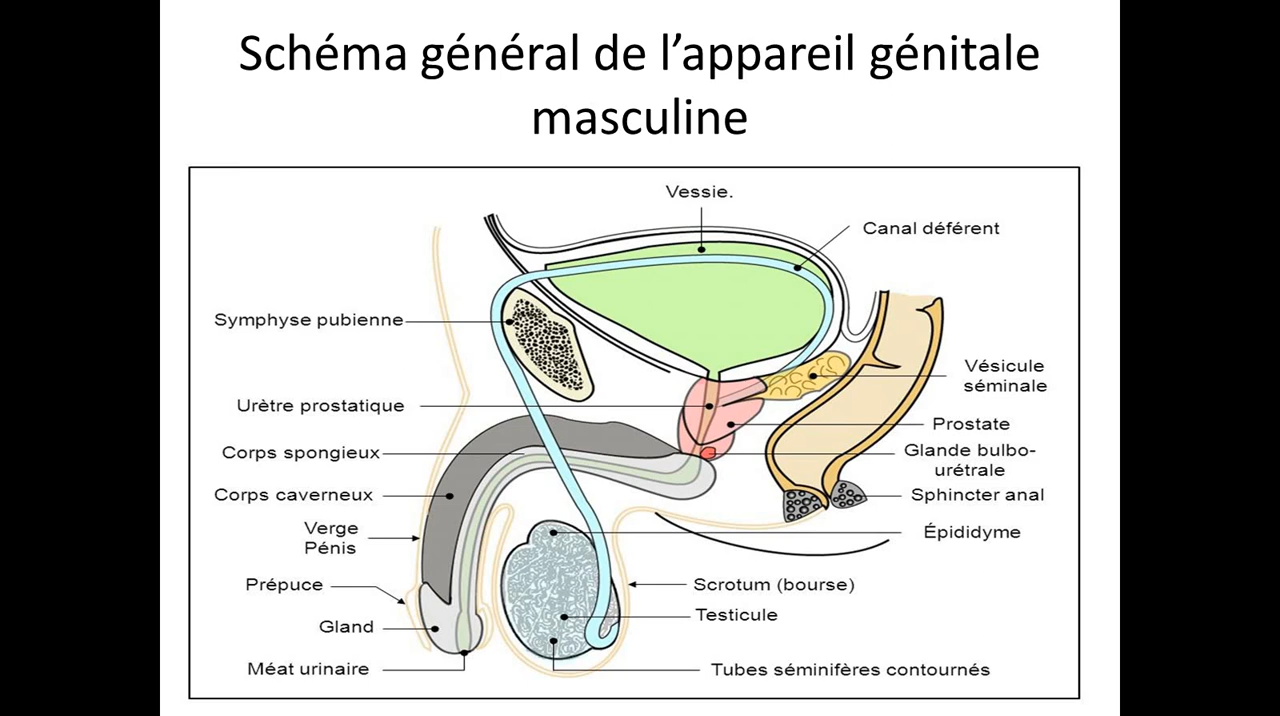 Schéma général de l’appareil génitale
masculine
Vessie.
Canal déférent
Symphyse pubienne
Vésicule
séminale
Urètre prostatique
Prostate
Corps spongieux
Glande bulbo-
urétrale
Corps caverneux
Sphincter anal
Verge
Pénis
Épididyme
Prépuce
Scrotum (bourse)
Testicule
Gland
Méat urinaire
Tubes séminifères contournés